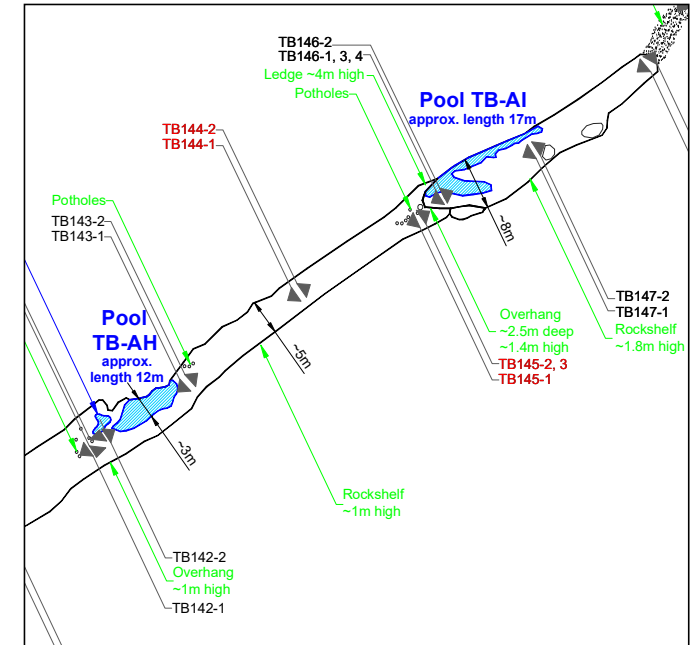 TB146-2
TB146-1, 3, 4
Ledge ~4m high
Potholes
Pool TB-AI
approx. length 17m
TB144-2
TB144-1
Potholes
TB143-2
TB143-1
~8m
Pool
TB-AH
approx.
length 12m
TB147-2
TB147-1
Rockshelf
~1.8m high
Overhang
~2.5m deep
~1.4m high
TB145-2, 3
TB145-1
~5m
~3m
Rockshelf
~1m high
TB142-2
Overhang
~1m high
TB142-1